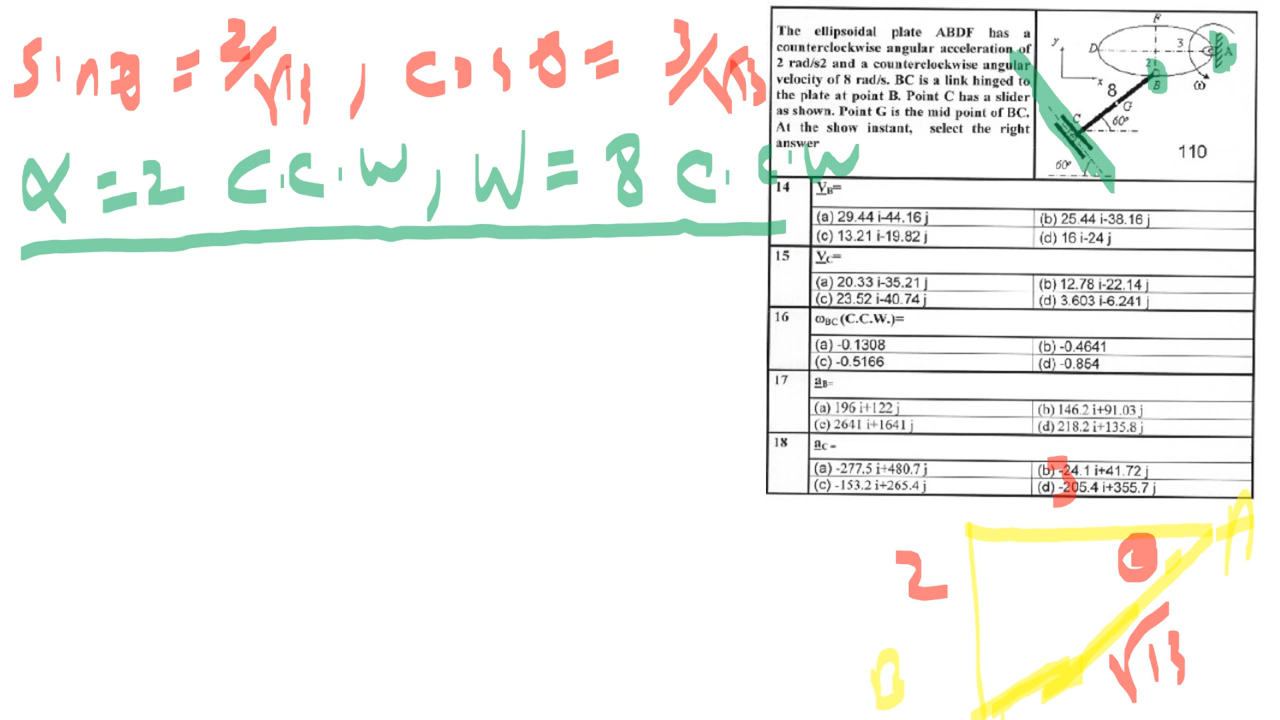 sinθ = 2/√13 , cosθ = 3/√13
α = 2 C.C.W , W = 8 C.C.W
The ellipsoidal plate ABDF has a
counterclockwise angular acceleration of
2 rad/s2 and a counterclockwise angular
velocity of 8 rad/s. BC is a link hinged to
the plate at point B. Point C has a slider
as shown. Point G is the mid point of BC.
At the show instant, select the right
answer
F
y
D
3
A
2
x
B
ω
8
G
C
60°
60°
110
14 VB=
(a) 29.44 i-44.16 j (b) 25.44 i-38.16 j
(c) 13.21 i-19.82 j (d) 16 i-24 j
15 VC=
(a) 20.33 i-35.21 j (b) 12.78 i-22.14 j
(c) 23.52 i-40.74 j (d) 3.603 i-6.241 j
16 ωBC (C.C.W.)=
(a) -0.1308 (b) -0.4641
(c) -0.5166 (d) -0.854
17 aB=
(a) 196 i+122 j (b) 146.2 i+91.03 j
(c) 2641 i+1641 j (d) 218.2 i+135.8 j
18 aC=
(a) -277.5 i+480.7 j (b) -24.1 i+41.72 j
(c) -153.2 i+265.4 j (d) -205.4 i+355.7 j
3
A
2
θ
√13
B